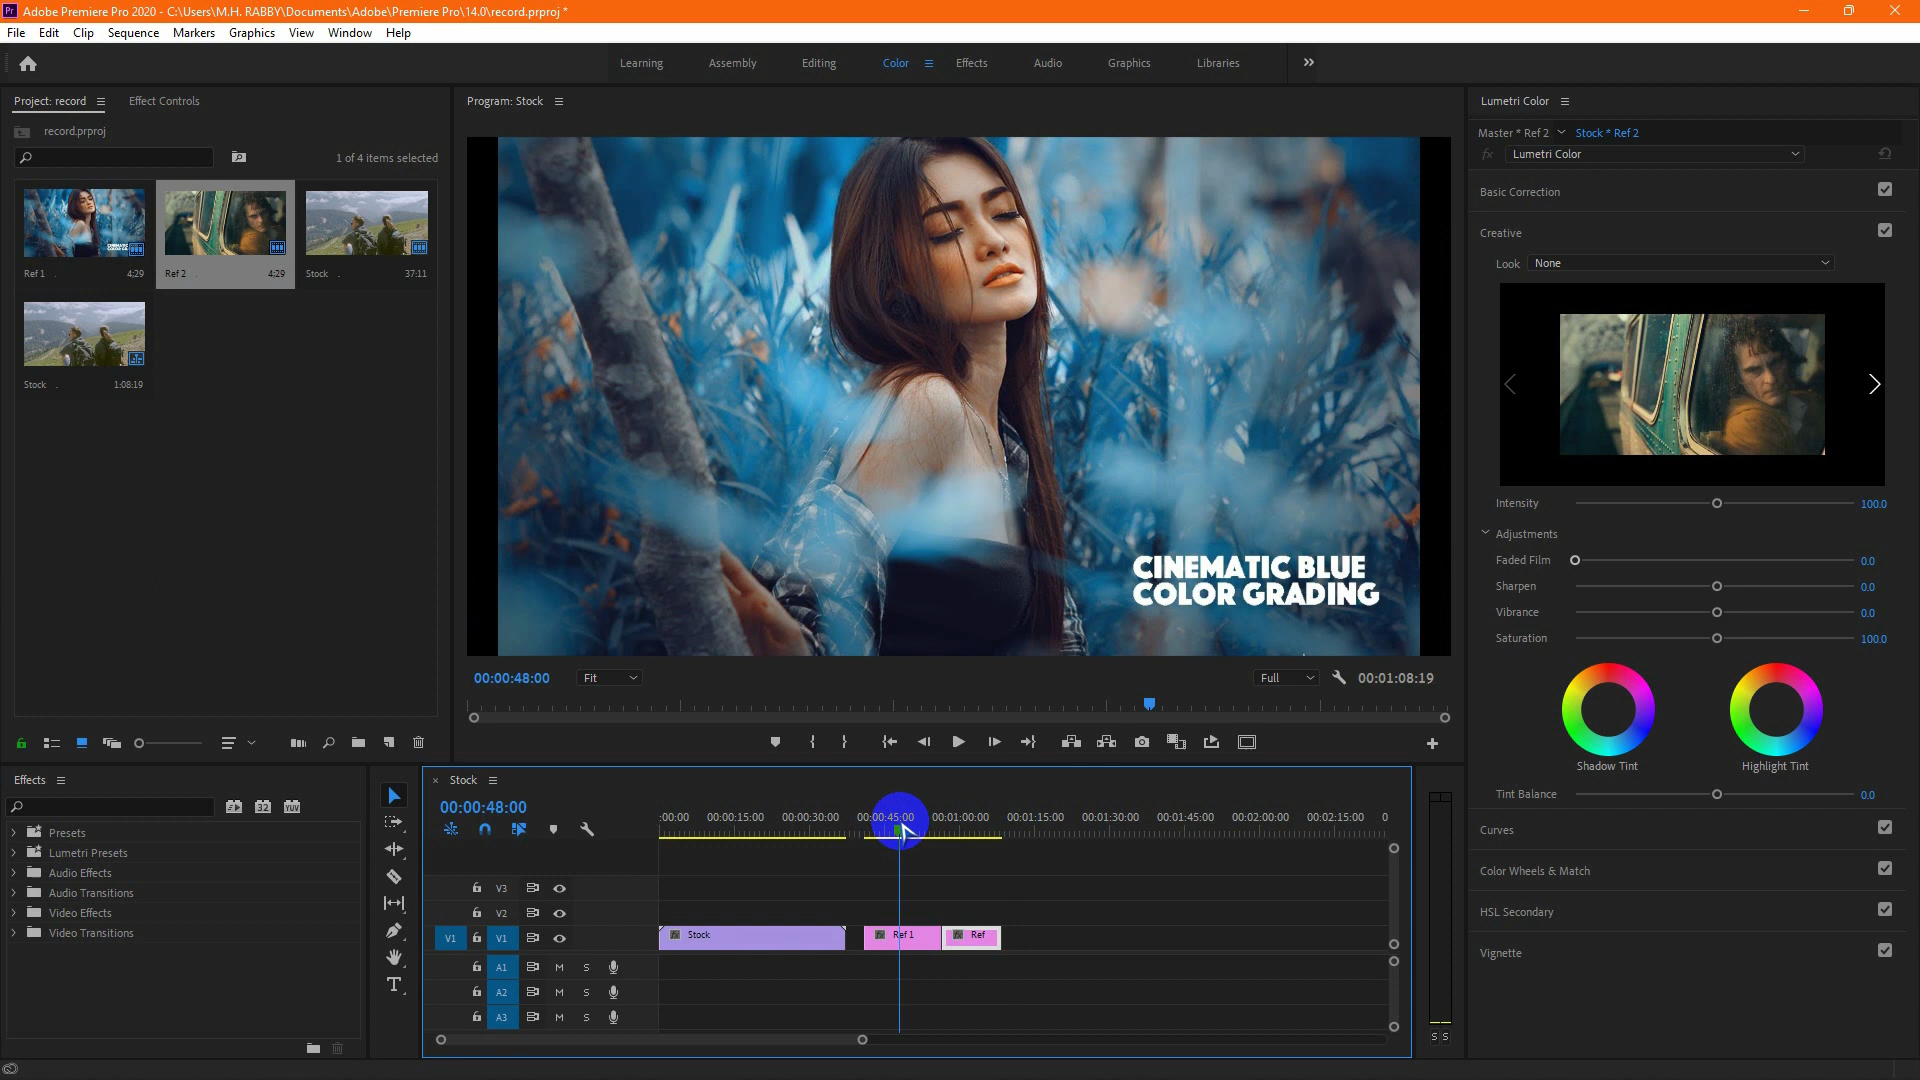 Pr Adobe Premiere Pro 2020 - C:\Users\M.H. RABBY\Documents\Adobe\Premiere Pro\14.0\record.prproj *
File Edit Clip Sequence Markers Graphics View Window Help
Learning Assembly Editing Color Effects Audio Graphics Libraries
Project: record Effect Controls
record.prproj
1 of 4 items selected
Ref 1 4;29
Ref 2 4;29
Stock 37:11
Stock 1:08:19
Program: Stock
CINEMATIC BLUE
COLOR GRADING
00:00:48:00 Fit Full 00:01:08:19
Lumetri Color
Master * Ref 2 Stock * Ref 2
fx Lumetri Color
Basic Correction
Creative
Look None
Intensity 100.0
Adjustments
Faded Film 0.0
Sharpen 0.0
Vibrance 0.0
Saturation 100.0
Shadow Tint Highlight Tint
Tint Balance 0.0
Curves
Color Wheels & Match
HSL Secondary
Vignette
Effects
32 YUV
Presets
Lumetri Presets
Audio Effects
Audio Transitions
Video Effects
Video Transitions
× Stock
00:00:48:00
:00:00 00:00:15:00 00:00:30:00 00:00:45:00 00:01:00:00 00:01:15:00 00:01:30:00 00:01:45:00 00:02:00:00 00:02:15:00 0
V3
V2
V1 V1 fx Stock fx Ref 1 fx Ref
A1 M S
A2 M S
A3 M S
S S